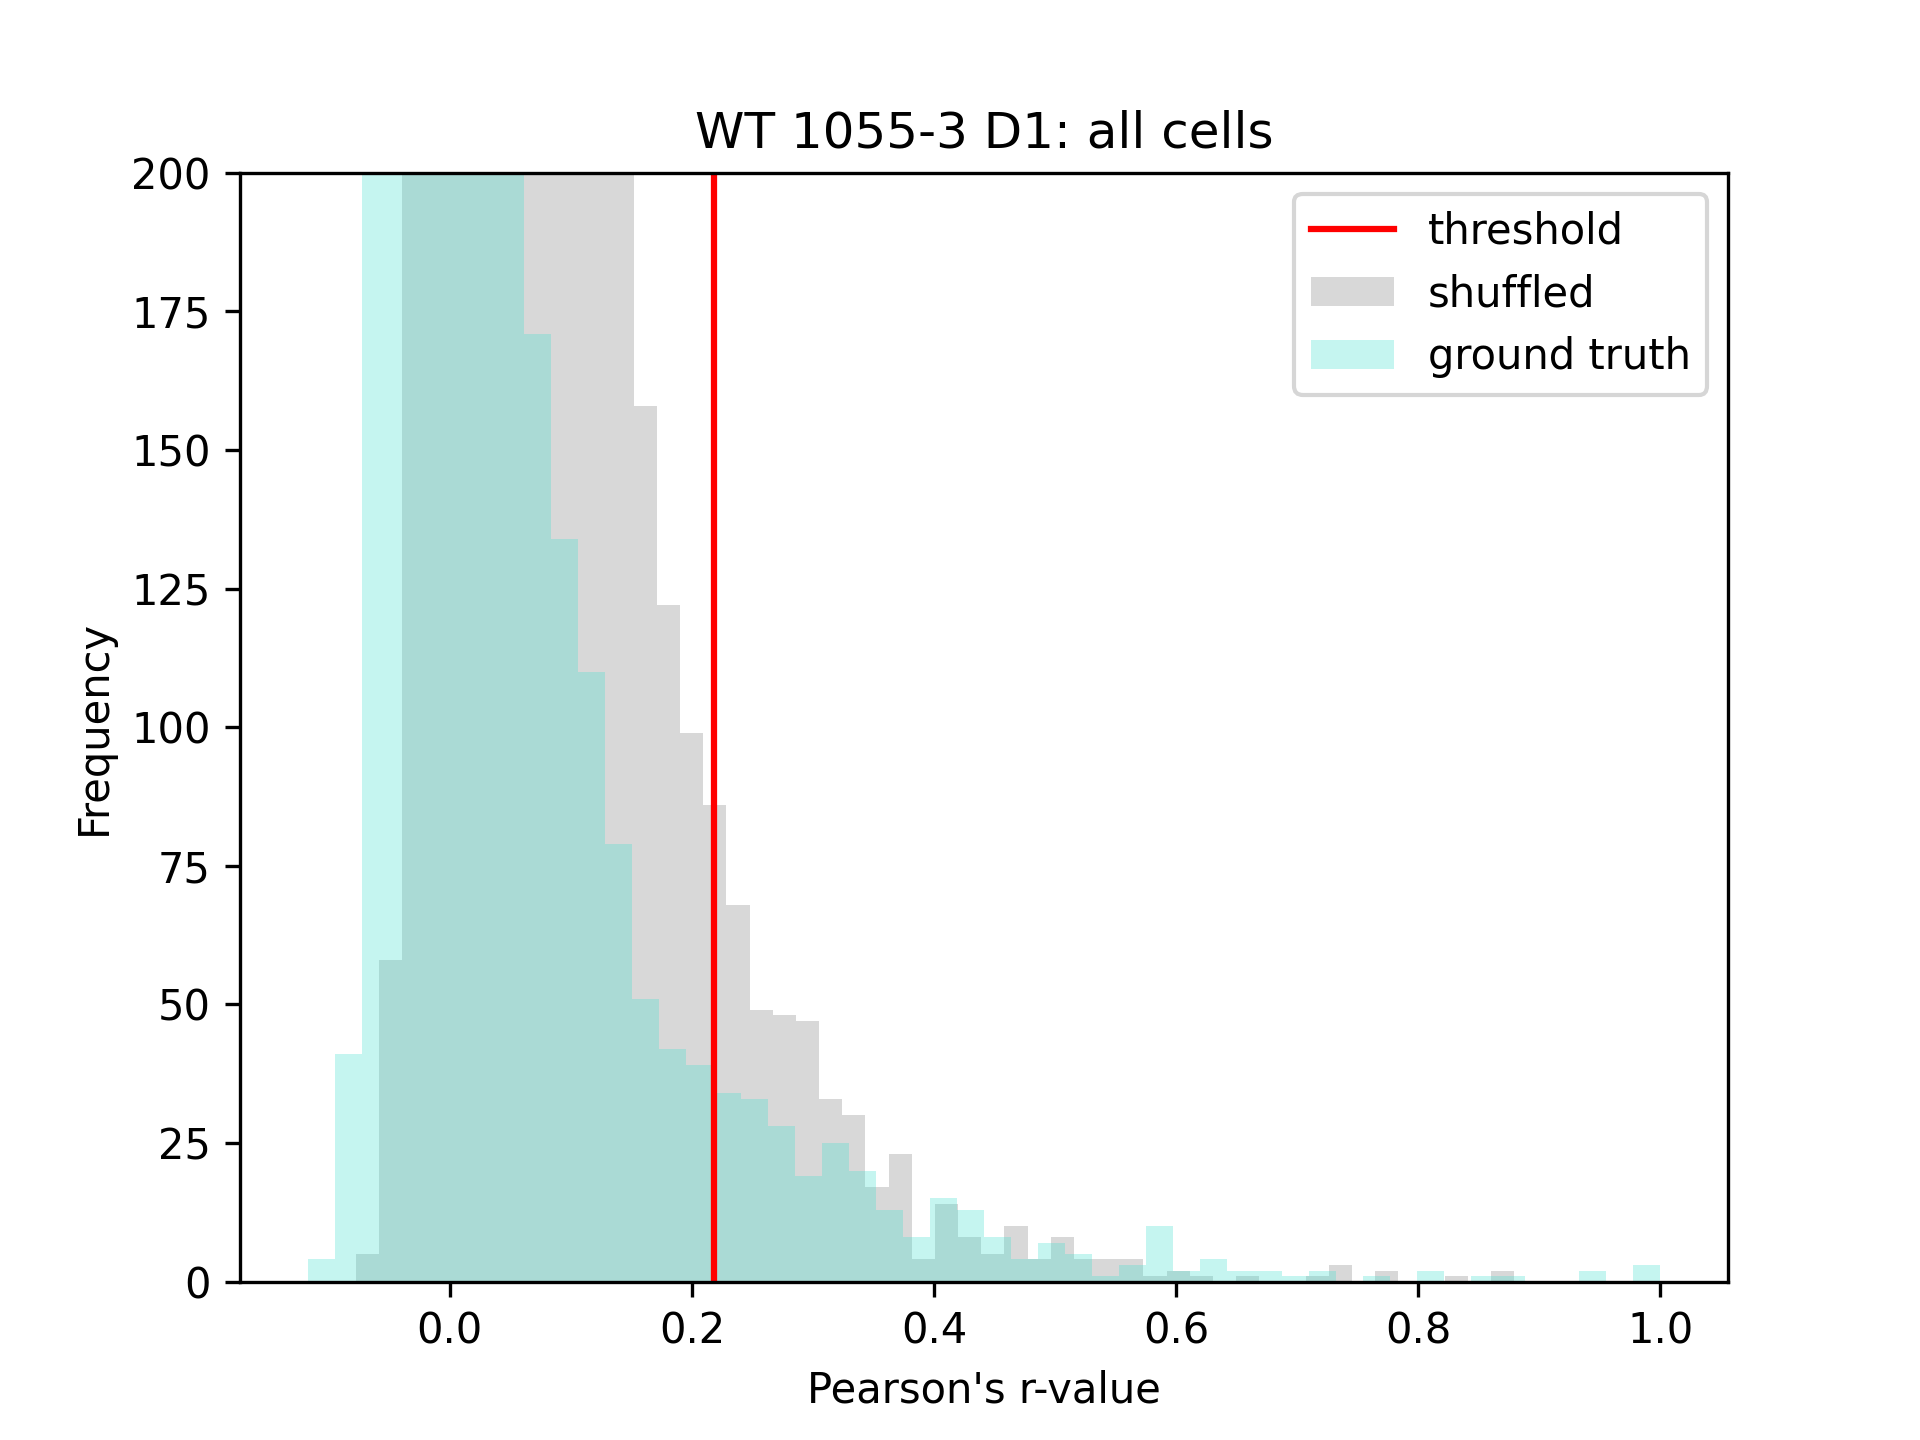 WT 1055-3 D1: all cells
200
175
150
125
100
75
50
25
0
Frequency
threshold
shuffled
ground truth
0.0 0.2 0.4 0.6 0.8 1.0
Pearson's r-value